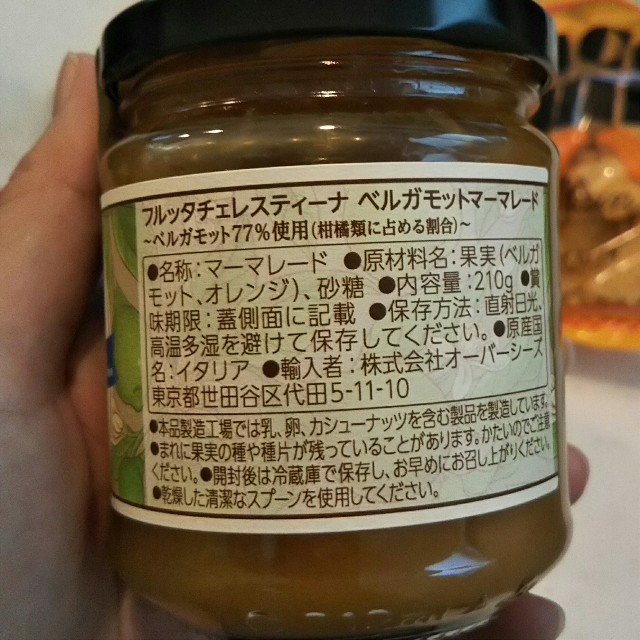 フルッタチェレスティーナ ベルガモットマーマレード
~ベルガモット77%使用(柑橘類に占める割合)~
●名称:マーマレード ●原材料名:果実(ベルガ
モット、オレンジ)、砂糖 ●内容量:210g ●賞
味期限:蓋側面に記載 ●保存方法:直射日光、
高温多湿を避けて保存してください。●原産国
名:イタリア ●輸入者:株式会社オーバーシーズ
東京都世田谷区代田5-11-10
●本品製造工場では乳、卵、カシューナッツを含む製品を製造しています。
●まれに果実の種や種片が残っていることがあります。かたいのでご注意
ください。●開封後は冷蔵庫で保存し、お早めにお召し上がりください。
●乾燥した清潔なスプーンを使用してください。